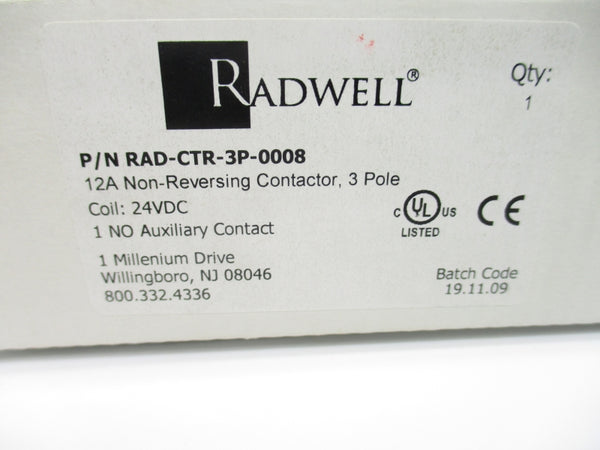 RADWELL®
Qty:
1
P/N RAD-CTR-3P-0008
12A Non-Reversing Contactor, 3 Pole
Coil: 24VDC
1 NO Auxiliary Contact
C UL US CE
LISTED
1 Millenium Drive
Willingboro, NJ 08046
800.332.4336
Batch Code
19.11.09